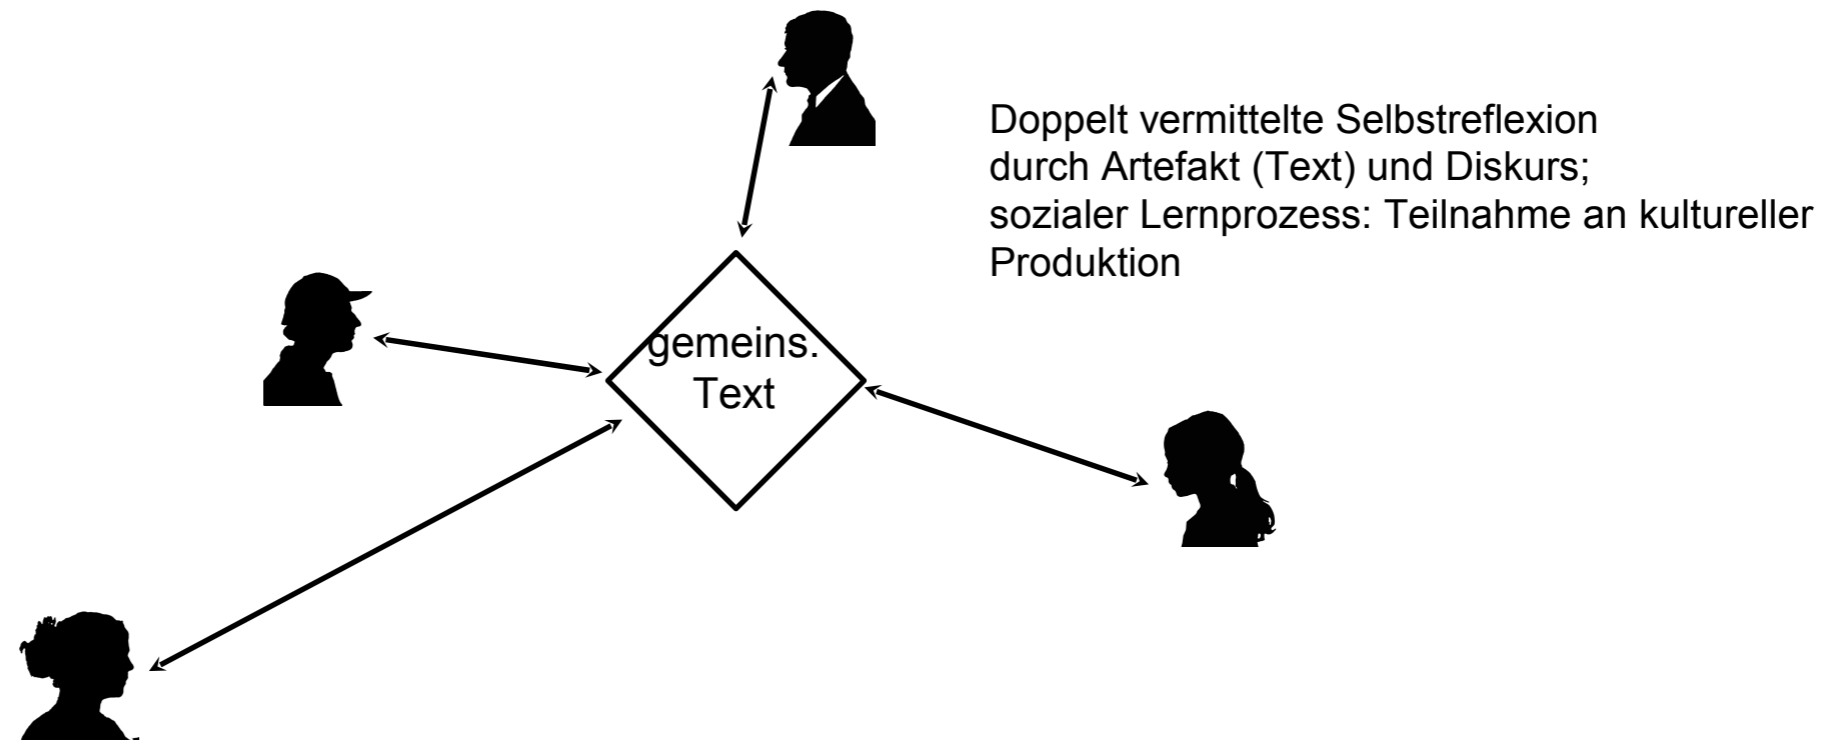 Doppelt vermittelte Selbstreflexion
durch Artefakt (Text) und Diskurs;
sozialer Lernprozess: Teilnahme an kultureller
Produktion
gemeins.
Text